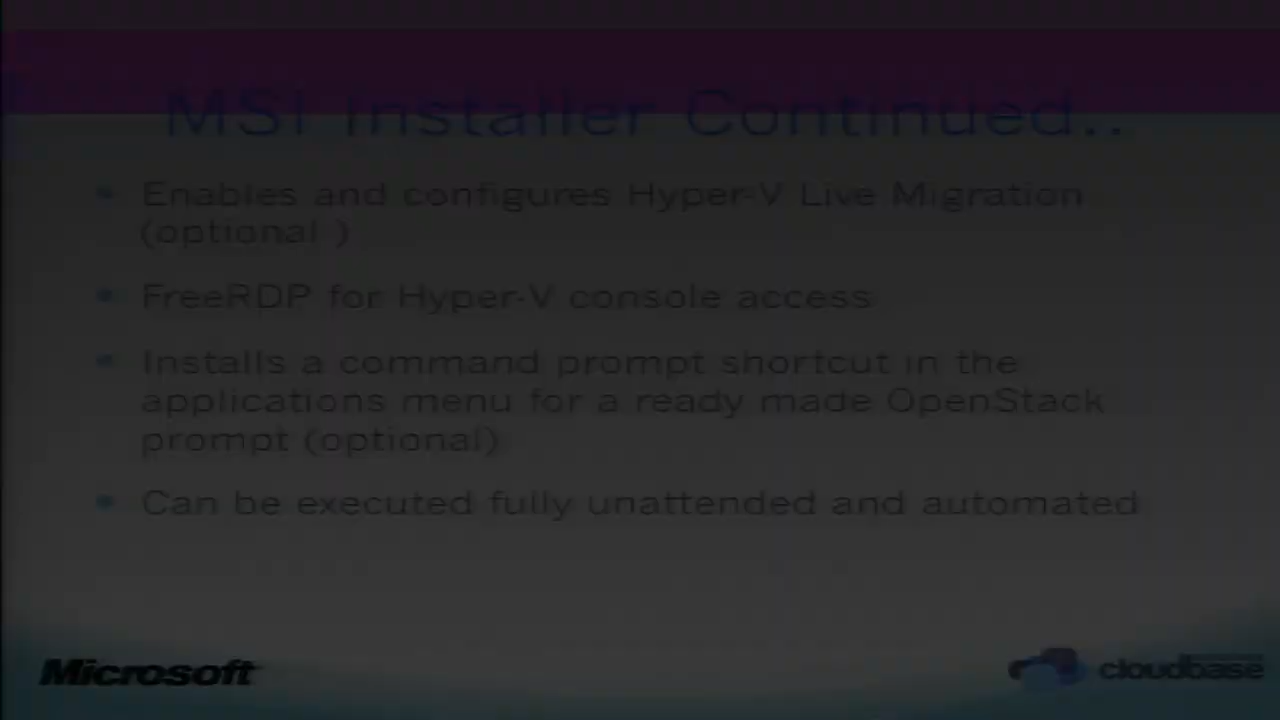 MSI Installer Continued..
• Enables and configures Hyper-V Live Migration
(optional )
• FreeRDP for Hyper-V console access
• Installs a command prompt shortcut in the
applications menu for a ready made OpenStack
prompt (optional)
• Can be executed fully unattended and automated
Microsoft
cloudbase